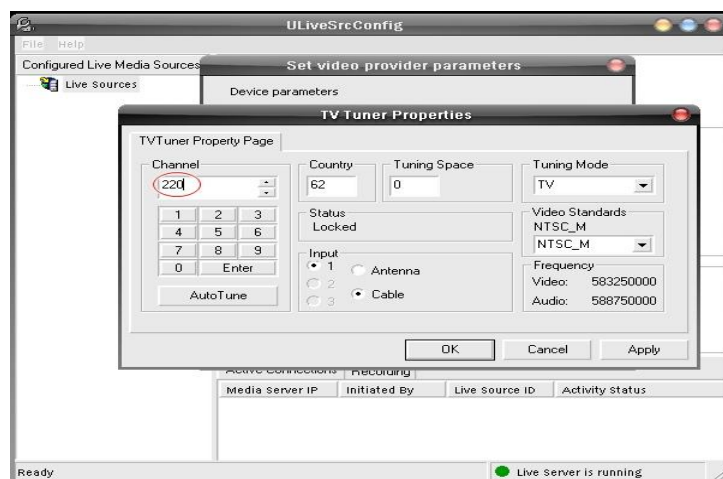 ULiveSrcConfig
File Help
Configured Live Media Sources
Live Sources
Set video provider parameters
Device parameters
TV Tuner Properties
TVTuner Property Page
Channel
220
1 2 3
4 5 6
7 8 9
0 Enter
AutoTune
Country
62
Tuning Space
0
Status
Locked
Input
1
2
3
Antenna
Cable
Tuning Mode
TV
Video Standards
NTSC_M
NTSC_M
Frequency
Video: 583250000
Audio: 588750000
OK Cancel Apply
Active Connections Recording
Media Server IP Initiated By Live Source ID Activity Status
Ready
Live Server is running